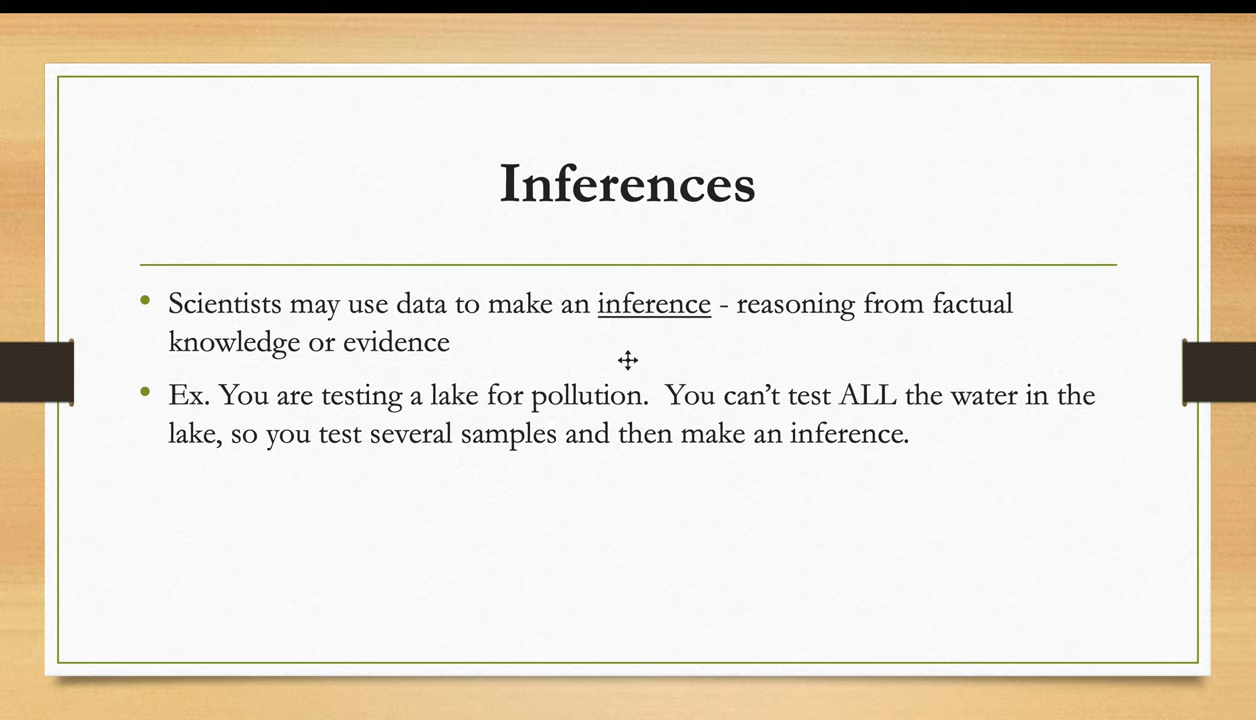 Inferences
• Scientists may use data to make an inference - reasoning from factual
knowledge or evidence
• Ex. You are testing a lake for pollution.  You can’t test ALL the water in the
lake, so you test several samples and then make an inference.